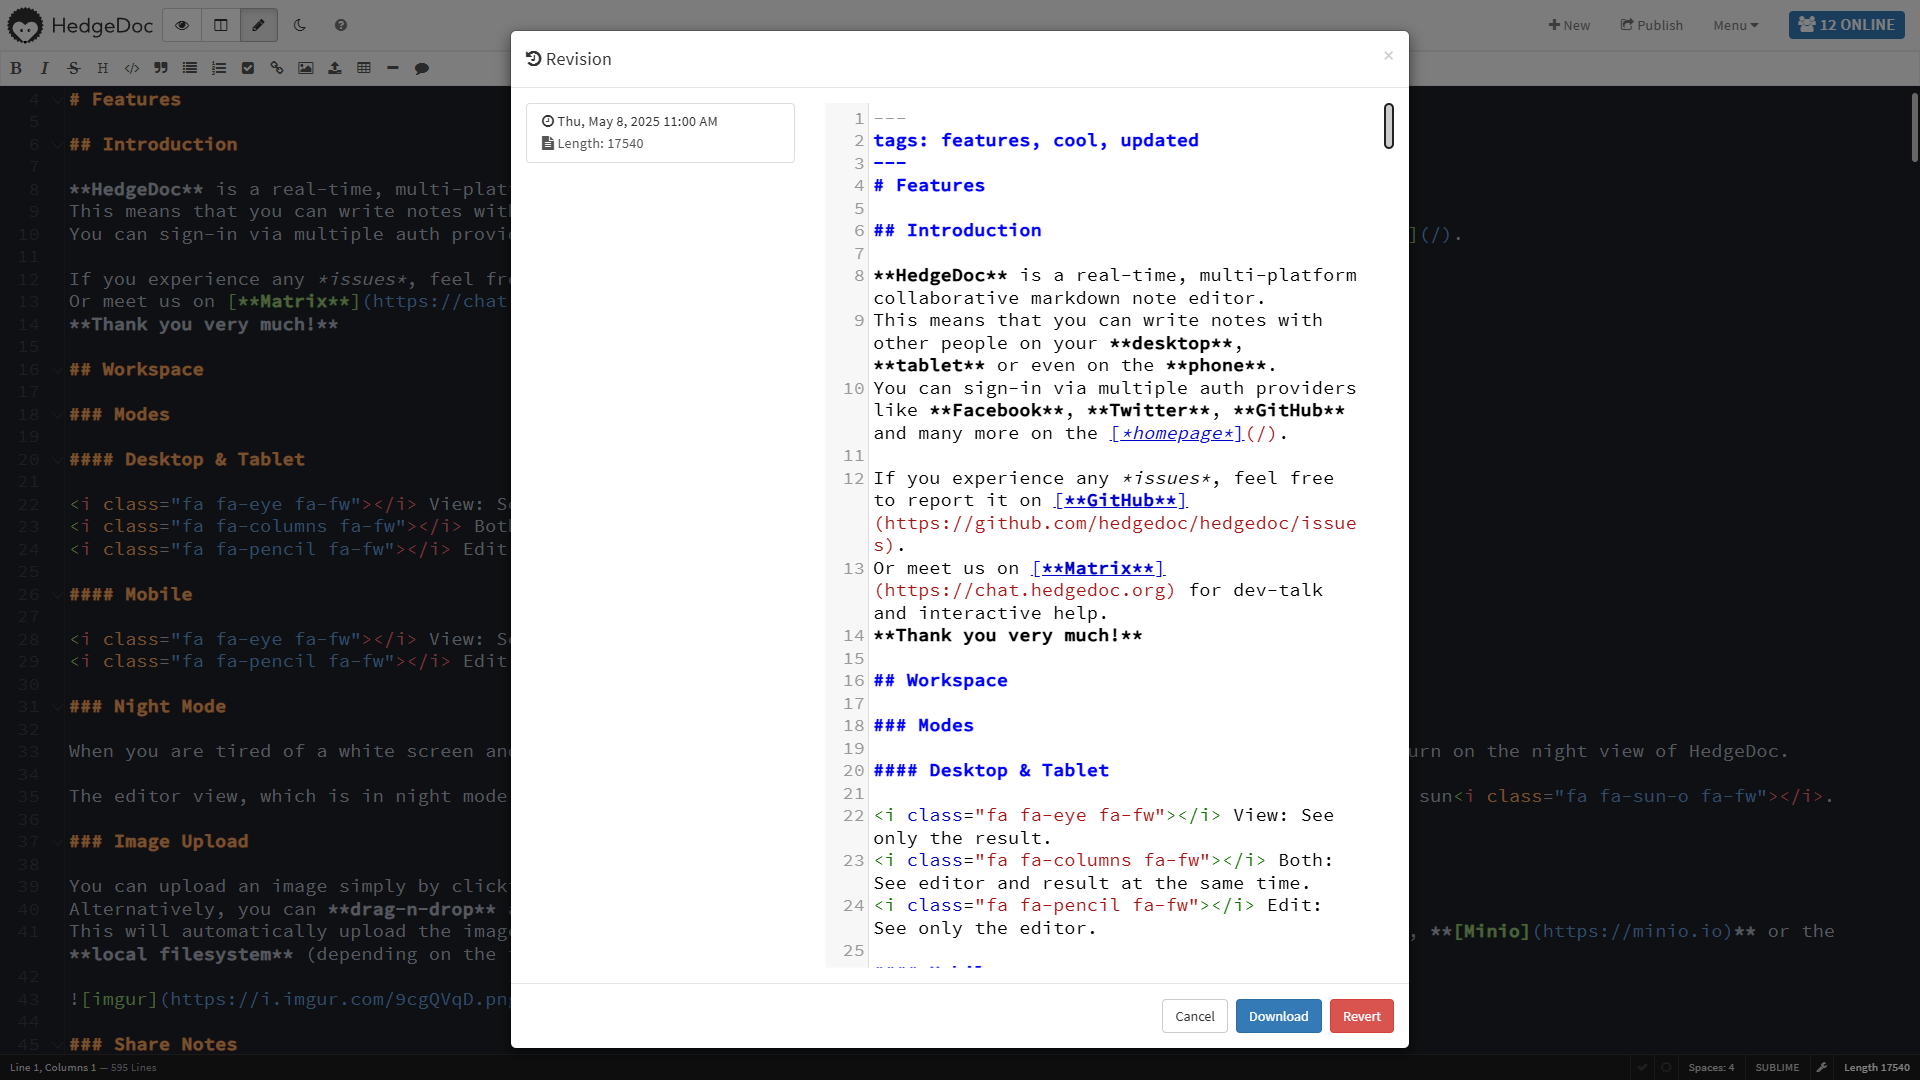 HedgeDoc
New
Publish
Menu
12 ONLINE
4 # Features
5
6 ## Introduction
7
8 **HedgeDoc** is a real-time, multi-plat
9 This means that you can write notes with
10 You can sign-in via multiple auth provi
](/).
11
12 If you experience any *issues*, feel fr
13 Or meet us on [**Matrix**](https://chat
14 **Thank you very much!**
15
16 ## Workspace
17
18 ### Modes
19
20 #### Desktop & Tablet
21
22 <i class="fa fa-eye fa-fw"></i> View: S
23 <i class="fa fa-columns fa-fw"></i> Both
24 <i class="fa fa-pencil fa-fw"></i> Edit
25
26 #### Mobile
27
28 <i class="fa fa-eye fa-fw"></i> View: S
29 <i class="fa fa-pencil fa-fw"></i> Edit
30
31 ### Night Mode
32
33 When you are tired of a white screen an
urn on the night view of HedgeDoc.
34
35 The editor view, which is in night mode
sun<i class="fa fa-sun-o fa-fw"></i>.
36
37 ### Image Upload
38
39 You can upload an image simply by click
40 Alternatively, you can **drag-n-drop**
41 This will automatically upload the imag
, **[Minio](https://minio.io)** or the
**local filesystem** (depending on the
42
43 ![imgur](https://i.imgur.com/9cgQVqD.pn
44
45 ### Share Notes
Line 1, Columns 1 — 595 Lines
Spaces: 4
SUBLIME
Length 17540
Revision
×
Thu, May 8, 2025 11:00 AM
Length: 17540
1 ---
2 tags: features, cool, updated
3 ---
4 # Features
5
6 ## Introduction
7
8 **HedgeDoc** is a real-time, multi-platform
collaborative markdown note editor.
9 This means that you can write notes with
other people on your **desktop**,
**tablet** or even on the **phone**.
10 You can sign-in via multiple auth providers
like **Facebook**, **Twitter**, **GitHub**
and many more on the [*homepage*](/).
11
12 If you experience any *issues*, feel free
to report it on [**GitHub**]
(https://github.com/hedgedoc/hedgedoc/issue
s).
13 Or meet us on [**Matrix**]
(https://chat.hedgedoc.org) for dev-talk
and interactive help.
14 **Thank you very much!**
15
16 ## Workspace
17
18 ### Modes
19
20 #### Desktop & Tablet
21
22 <i class="fa fa-eye fa-fw"></i> View: See
only the result.
23 <i class="fa fa-columns fa-fw"></i> Both:
See editor and result at the same time.
24 <i class="fa fa-pencil fa-fw"></i> Edit:
See only the editor.
25
Cancel
Download
Revert